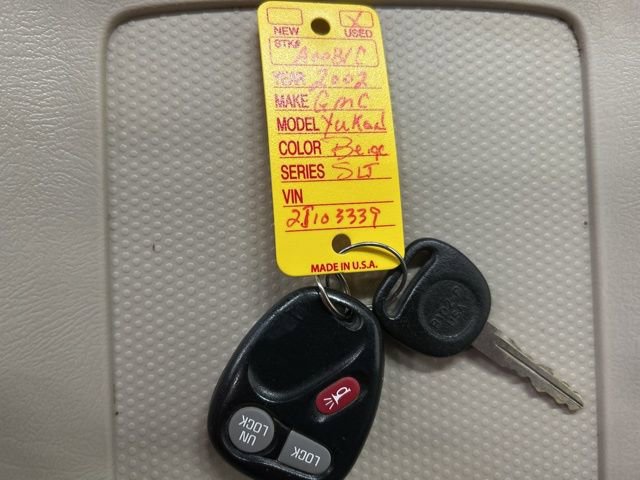 NEW X USED
STK# A00B1C
YEAR 2002
MAKE GMC
MODEL Yukon
COLOR Beige
SERIES SLT
VIN
2J103339
MADE IN U.S.A.
UN
LOCK
LOCK